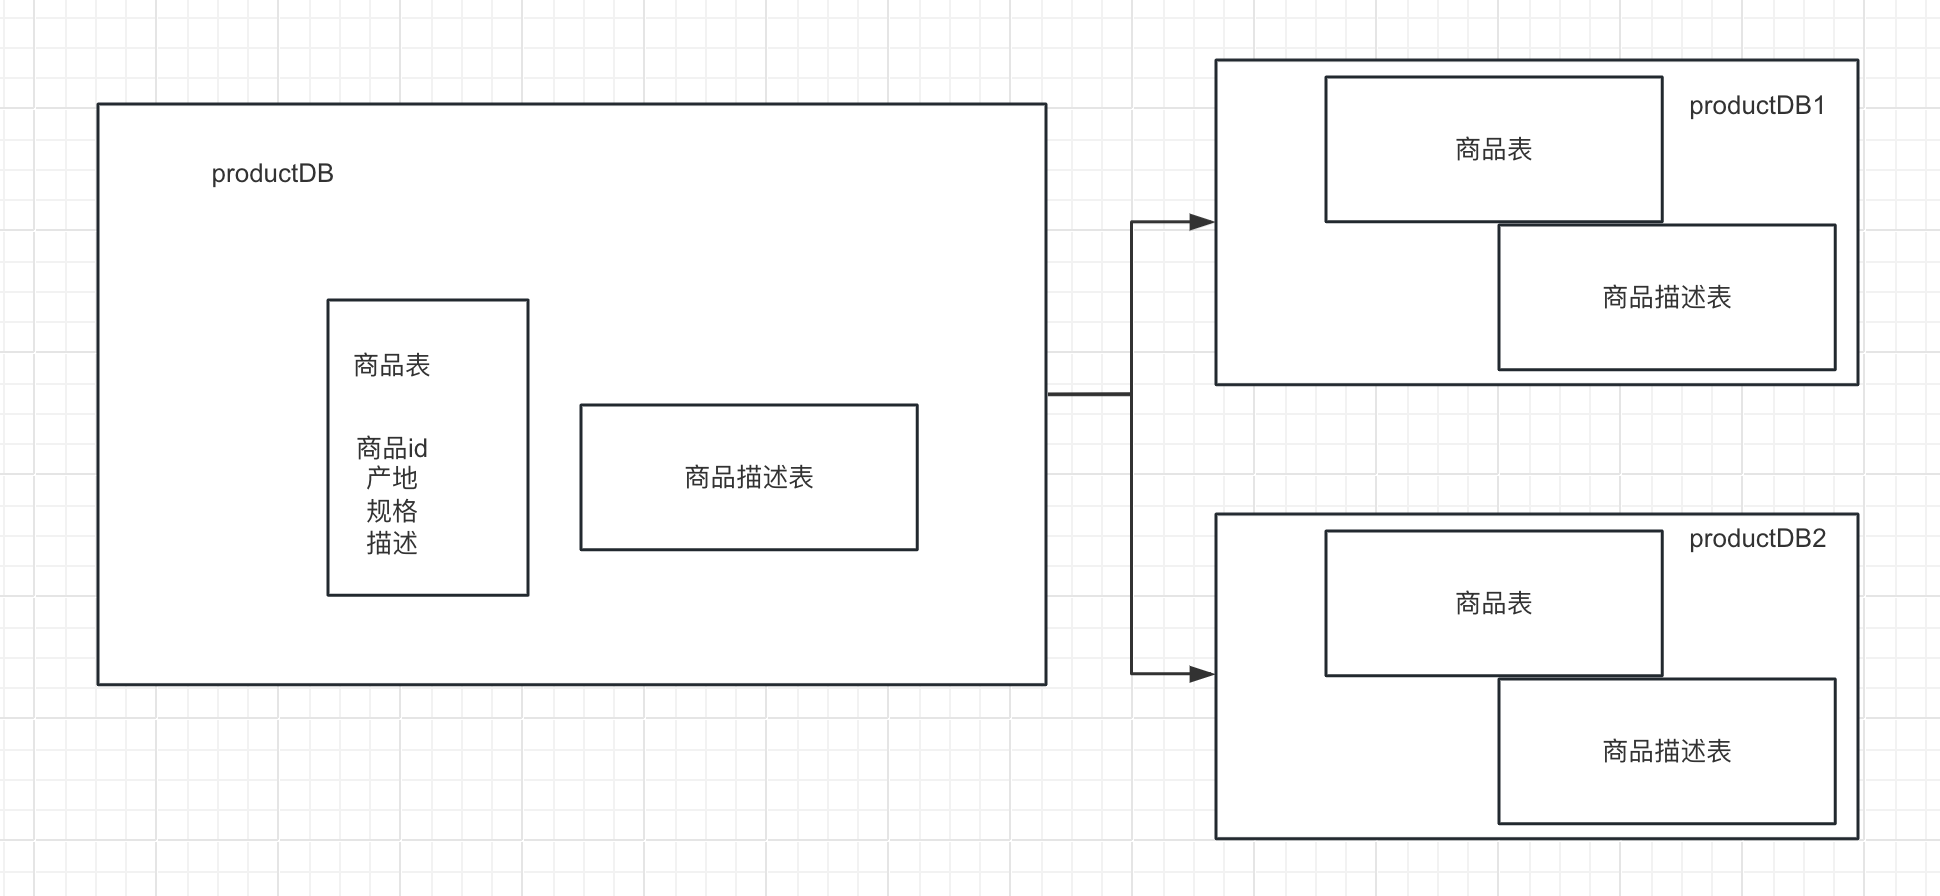 productDB
商品表
商品id
产地
规格
描述
商品描述表
productDB1
商品表
商品描述表
productDB2
商品表
商品描述表